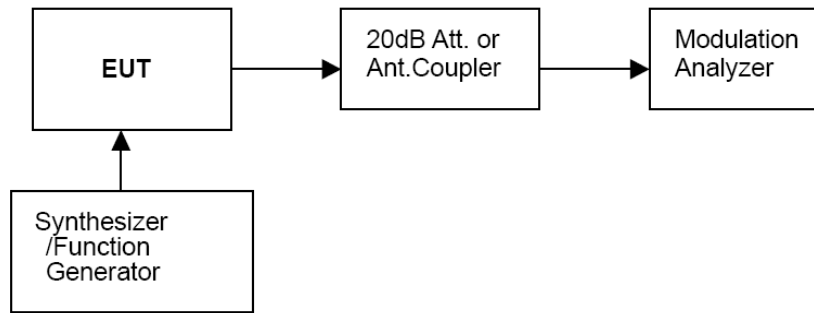 EUT
20dB Att. or
Ant.Coupler
Modulation
Analyzer
Synthesizer
/Function
Generator